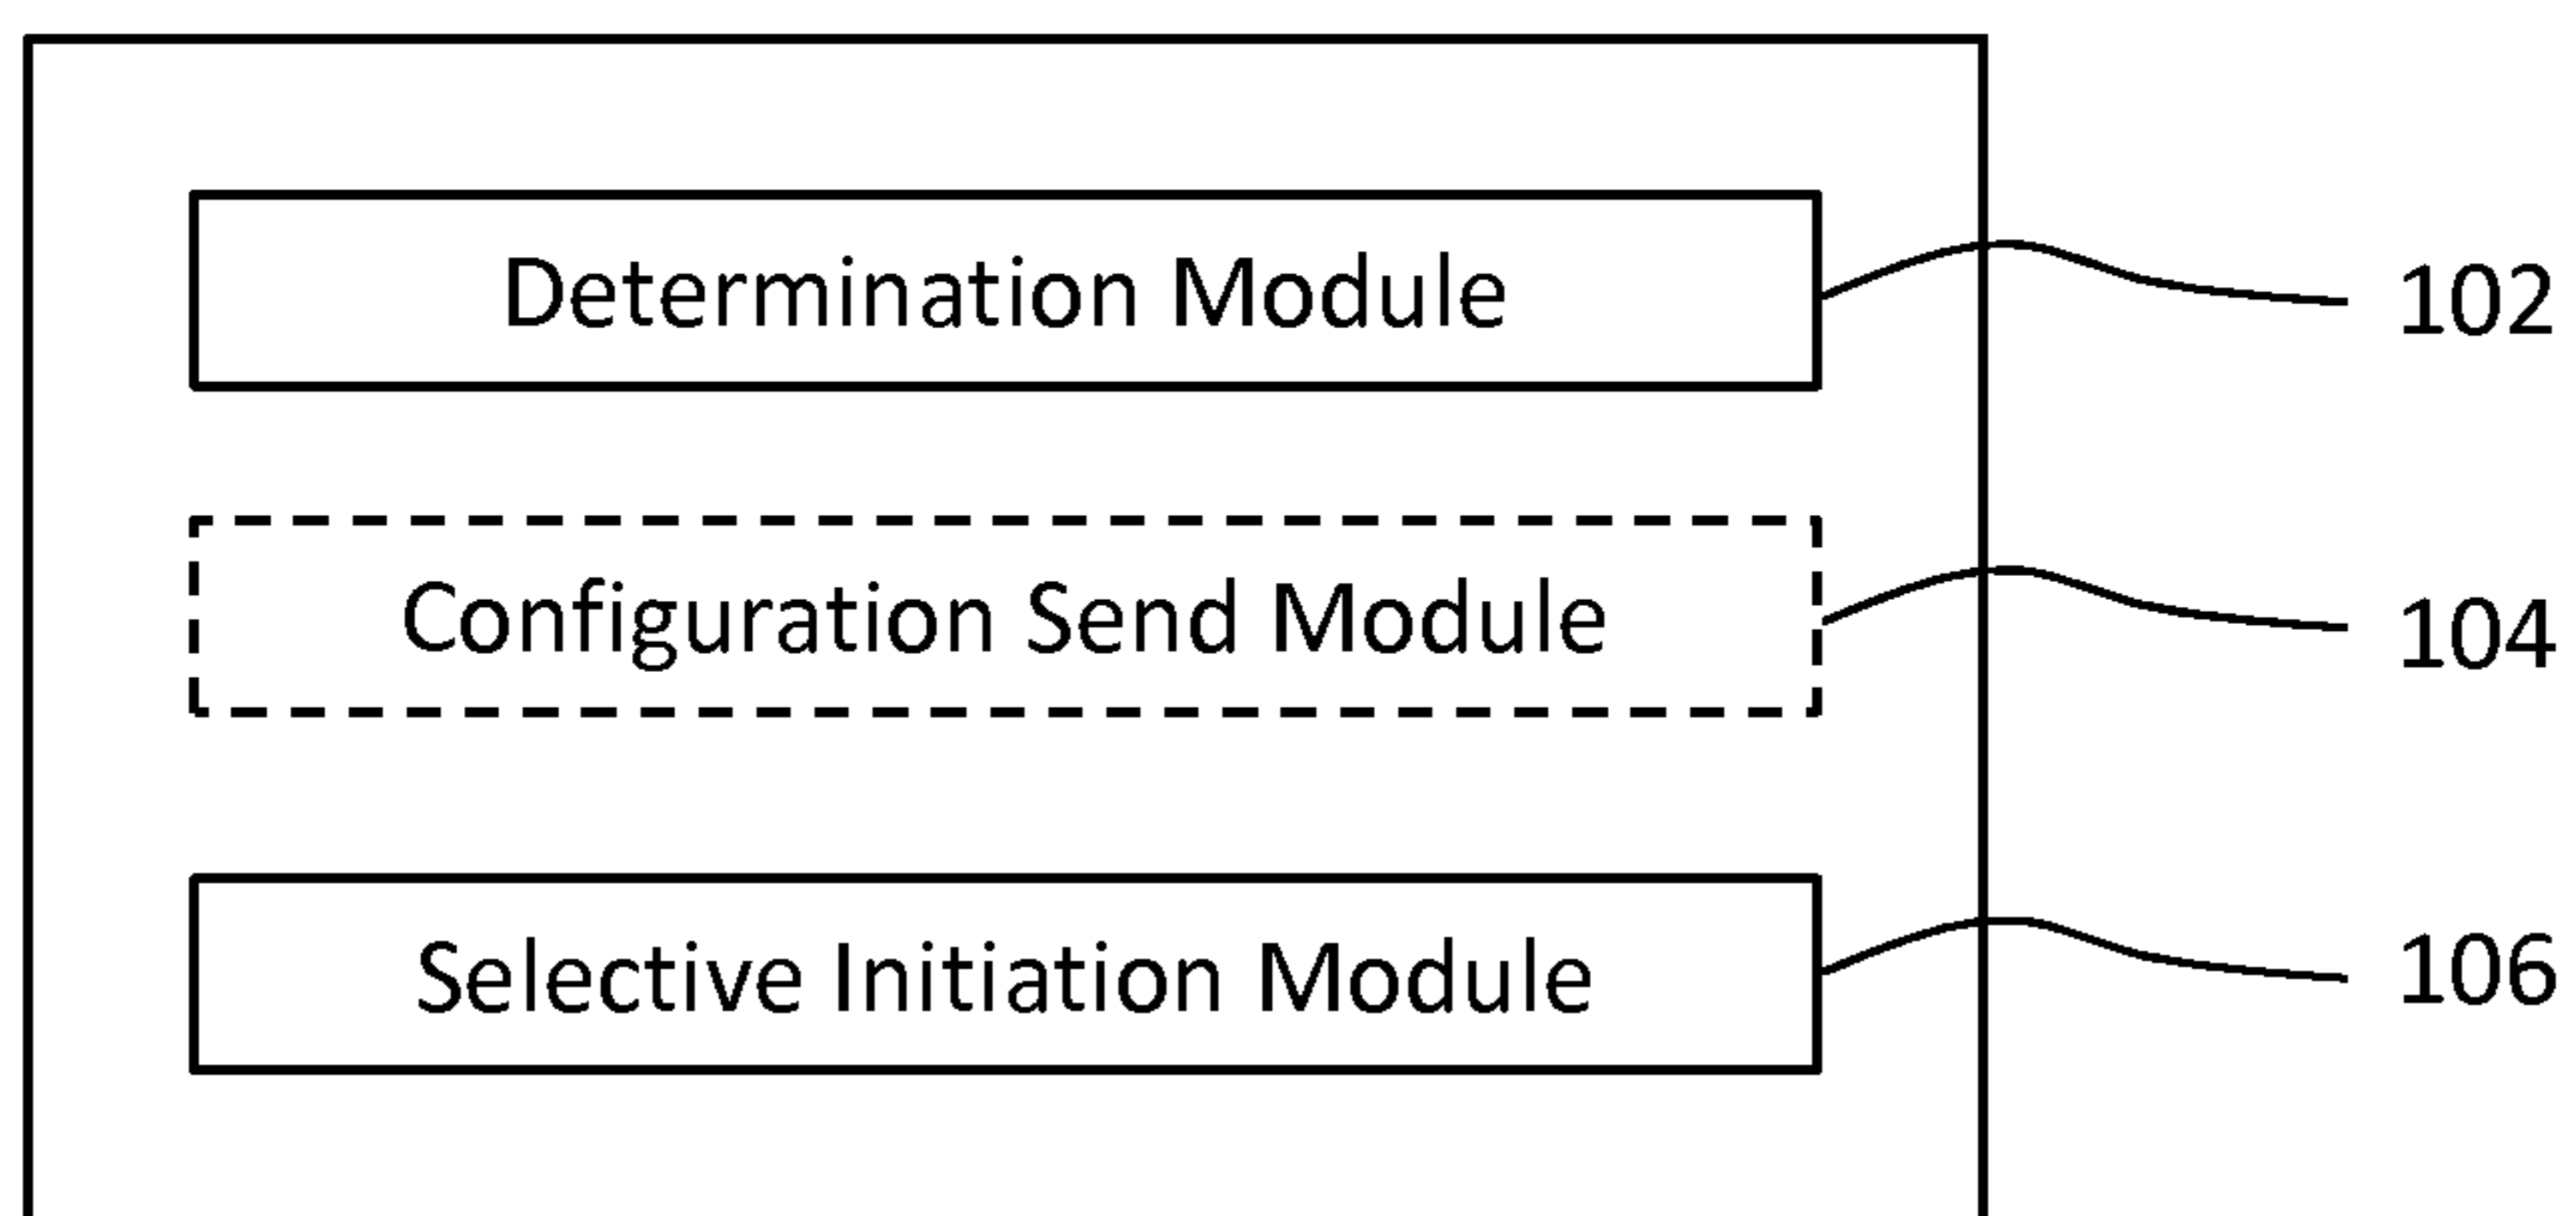 Determination Module 102
Configuration Send Module 104
Selective Initiation Module 106